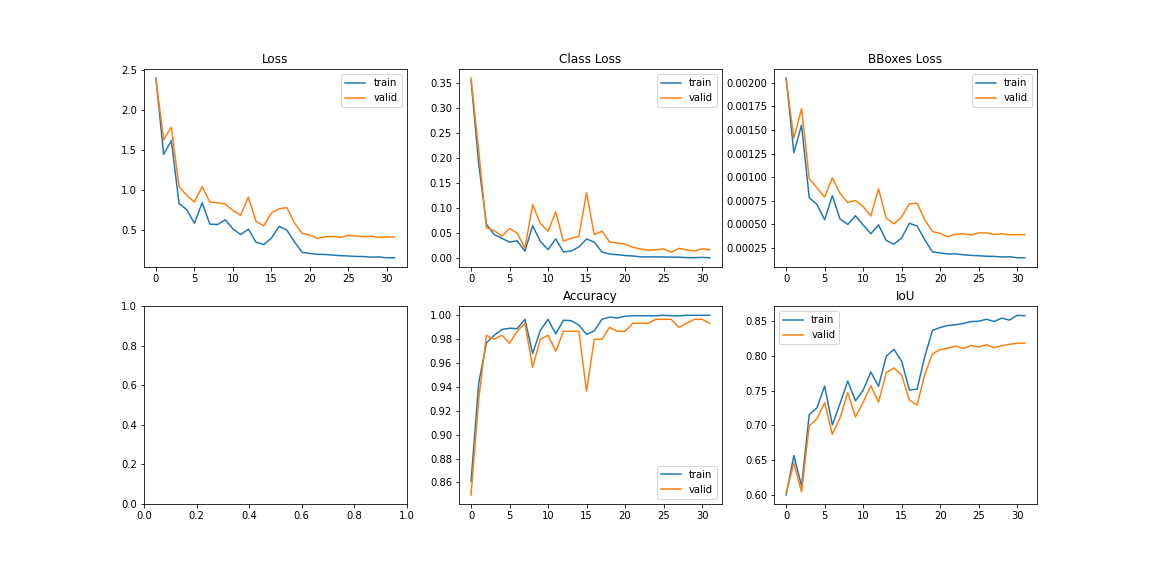 Loss
2.5
2.0
1.5
1.0
0.5
0 5 10 15 20 25 30
train
valid
Class Loss
0.35
0.30
0.25
0.20
0.15
0.10
0.05
0.00
0 5 10 15 20 25 30
train
valid
BBoxes Loss
0.00200
0.00175
0.00150
0.00125
0.00100
0.00075
0.00050
0.00025
0 5 10 15 20 25 30
train
valid
1.0
0.8
0.6
0.4
0.2
0.0
0.0 0.2 0.4 0.6 0.8 1.0
Accuracy
1.00
0.98
0.96
0.94
0.92
0.90
0.88
0.86
0 5 10 15 20 25 30
train
valid
IoU
0.85
0.80
0.75
0.70
0.65
0.60
0 5 10 15 20 25 30
train
valid